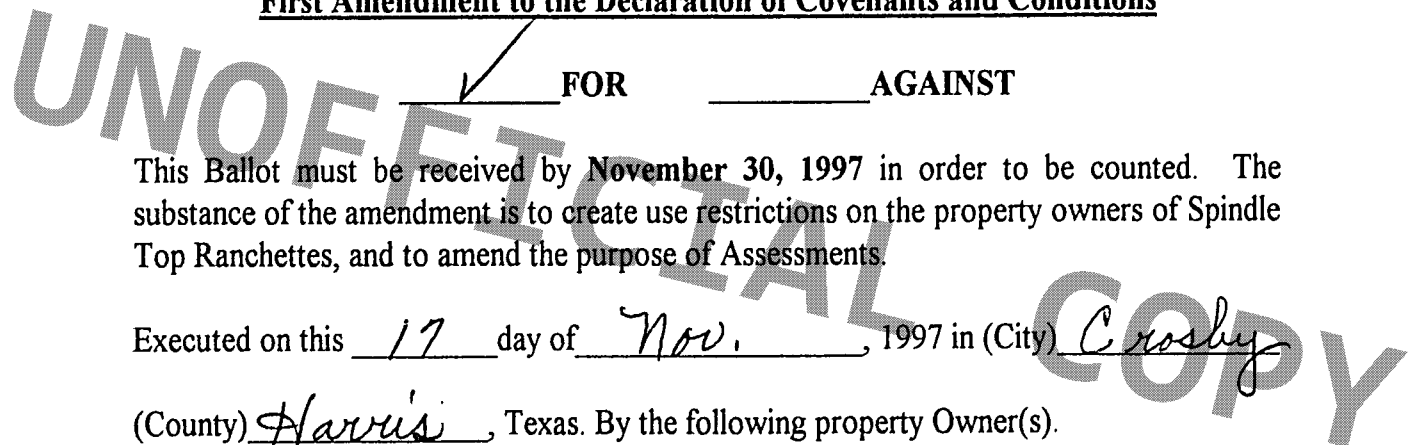 First Amendment to the Declaration of Covenants and Conditions
✓ FOR AGAINST
This Ballot must be received by November 30, 1997 in order to be counted. The
substance of the amendment is to create use restrictions on the property owners of Spindle
Top Ranchettes, and to amend the purpose of Assessments.
Executed on this 17 day of Nov. , 1997 in (City) Crosby
(County) Harris , Texas. By the following property Owner(s).
UNOFFICIAL COPY